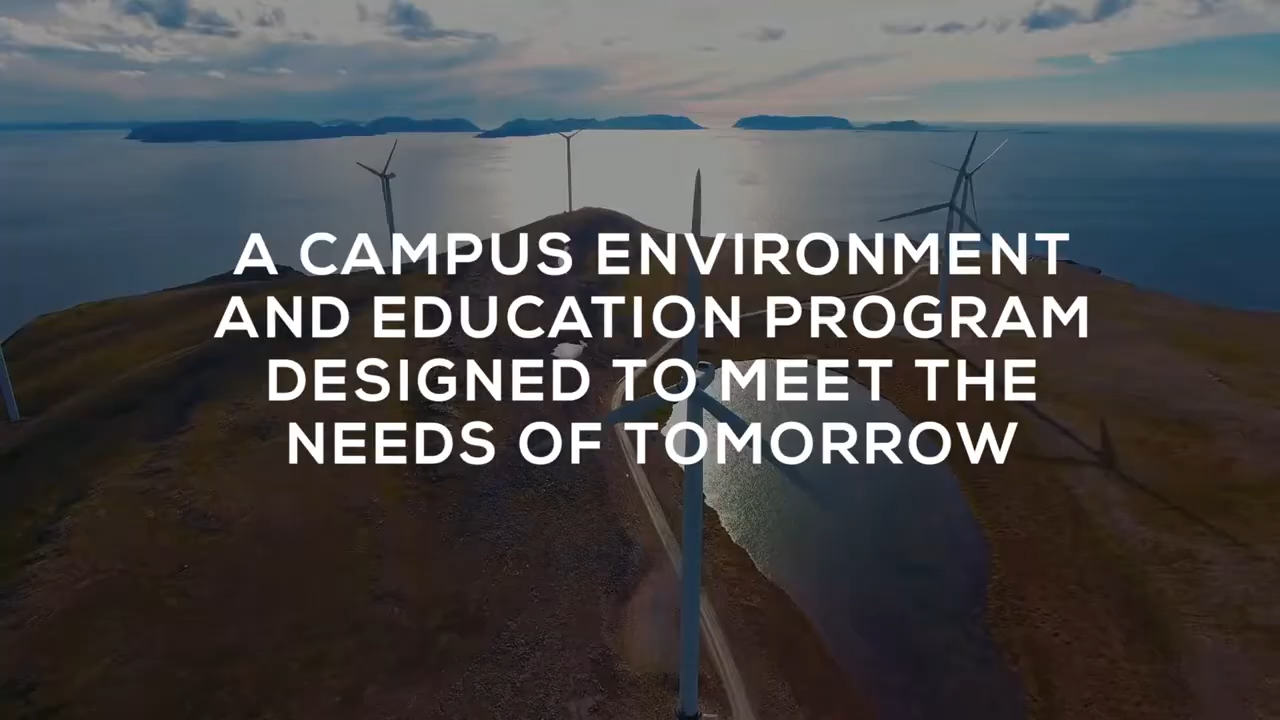 A CAMPUS ENVIRONMENT
AND EDUCATION PROGRAM
DESIGNED TO MEET THE
NEEDS OF TOMORROW